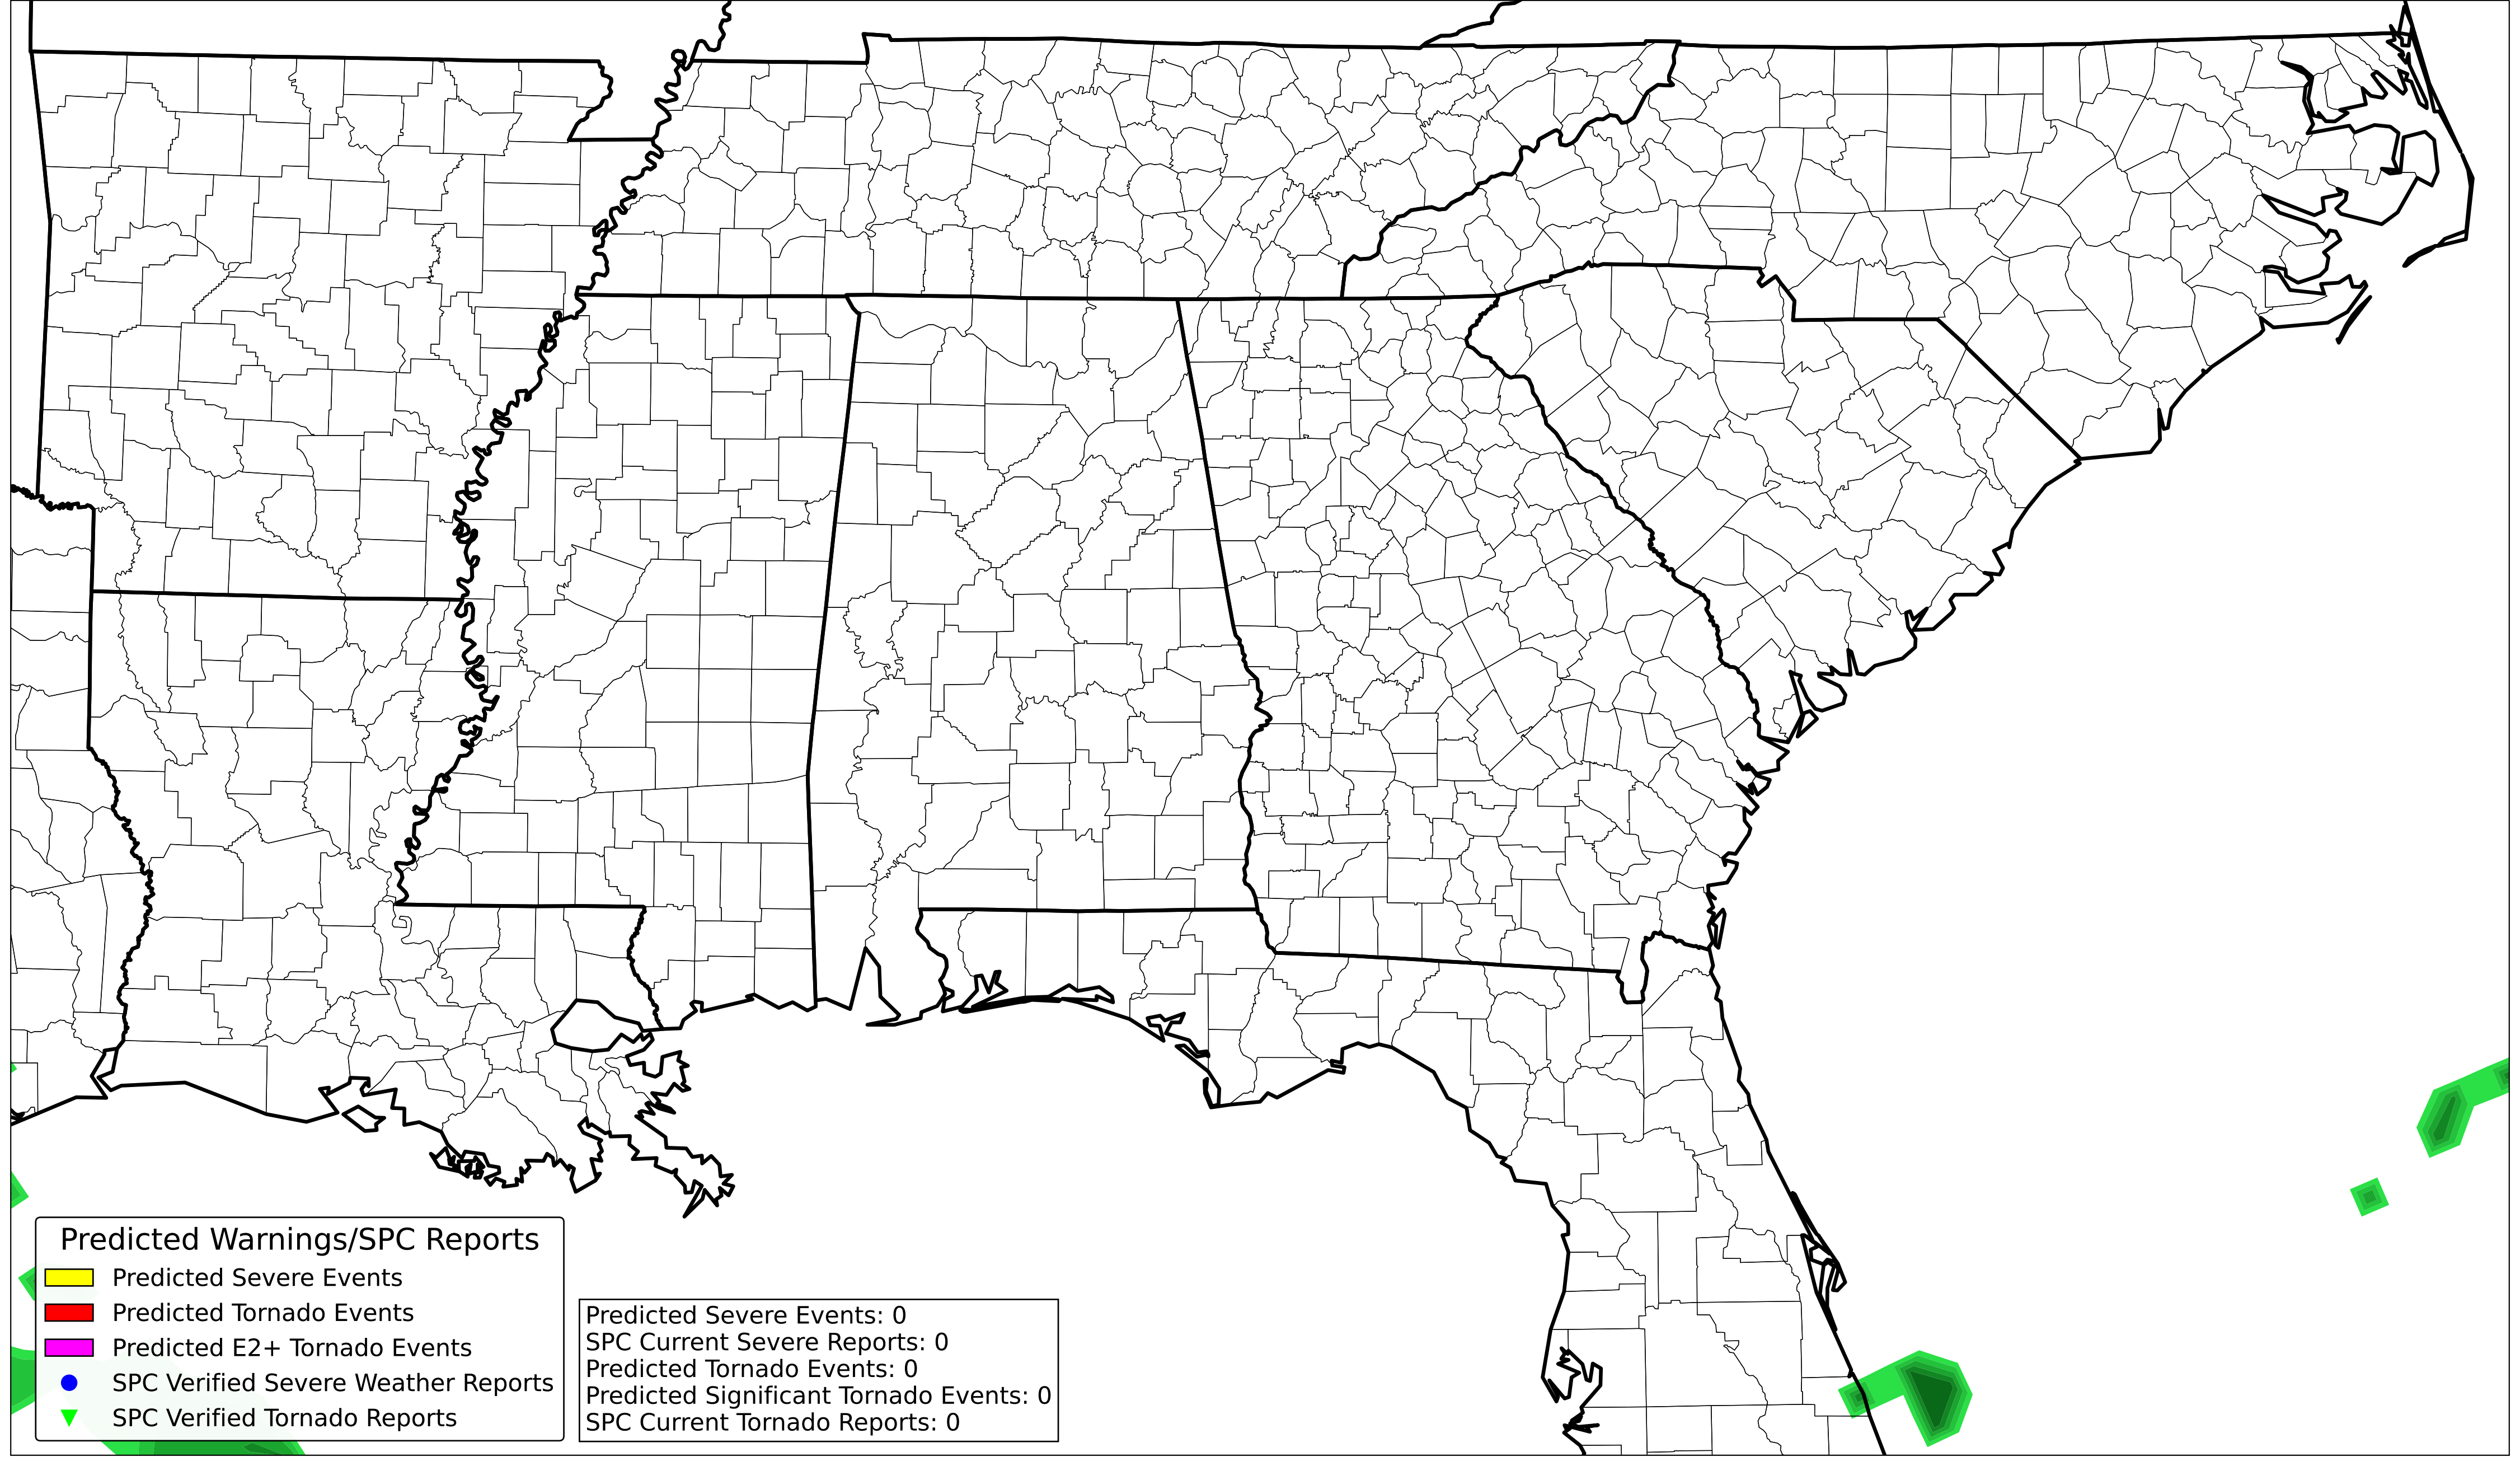 Predicted Warnings/SPC Reports
Predicted Severe Events
Predicted Tornado Events
Predicted E2+ Tornado Events
SPC Verified Severe Weather Reports
SPC Verified Tornado Reports
Predicted Severe Events: 0
SPC Current Severe Reports: 0
Predicted Tornado Events: 0
Predicted Significant Tornado Events: 0
SPC Current Tornado Reports: 0